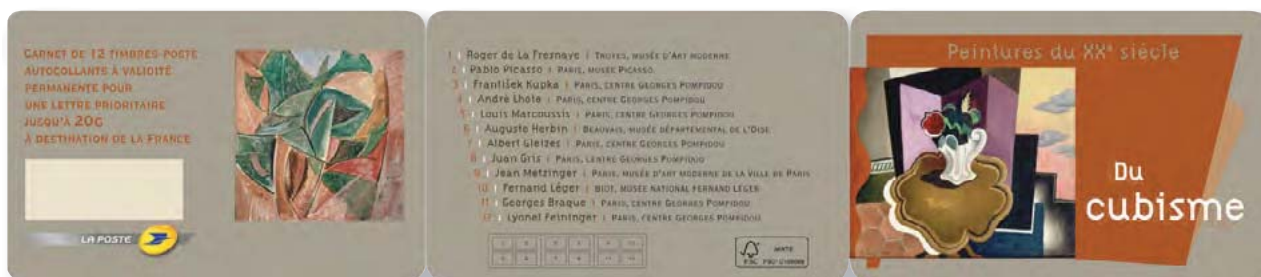 CARNET DE 12 TIMBRES-POSTE
AUTOCOLLANTS À VALIDITÉ
PERMANENTE POUR
UNE LETTRE PRIORITAIRE
JUSQU'À 20G
À DESTINATION DE LA FRANCE
LA POSTE
1 | Roger de La Fresnaye | TROYES, MUSÉE D'ART MODERNE
2 | Pablo Picasso | PARIS, MUSÉE PICASSO
3 | František Kupka | PARIS, CENTRE GEORGES POMPIDOU
4 | André Lhote | PARIS, CENTRE GEORGES POMPIDOU
5 | Louis Marcoussis | PARIS, CENTRE GEORGES POMPIDOU
6 | Auguste Herbin | BEAUVAIS, MUSÉE DÉPARTEMENTAL DE L'OISE
7 | Albert Gleizes | PARIS, CENTRE GEORGES POMPIDOU
8 | Juan Gris | PARIS, CENTRE GEORGES POMPIDOU
9 | Jean Metzinger | PARIS, MUSÉE D'ART MODERNE DE LA VILLE DE PARIS
10 | Fernand Léger | BIOT, MUSÉE NATIONAL FERNAND LÉGER
11 | Georges Braque | PARIS, CENTRE GEORGES POMPIDOU
12 | Lyonel Feininger | PARIS, CENTRE GEORGES POMPIDOU
FSC
MIXTE
Peintures du XXe siècle
Du
cubisme